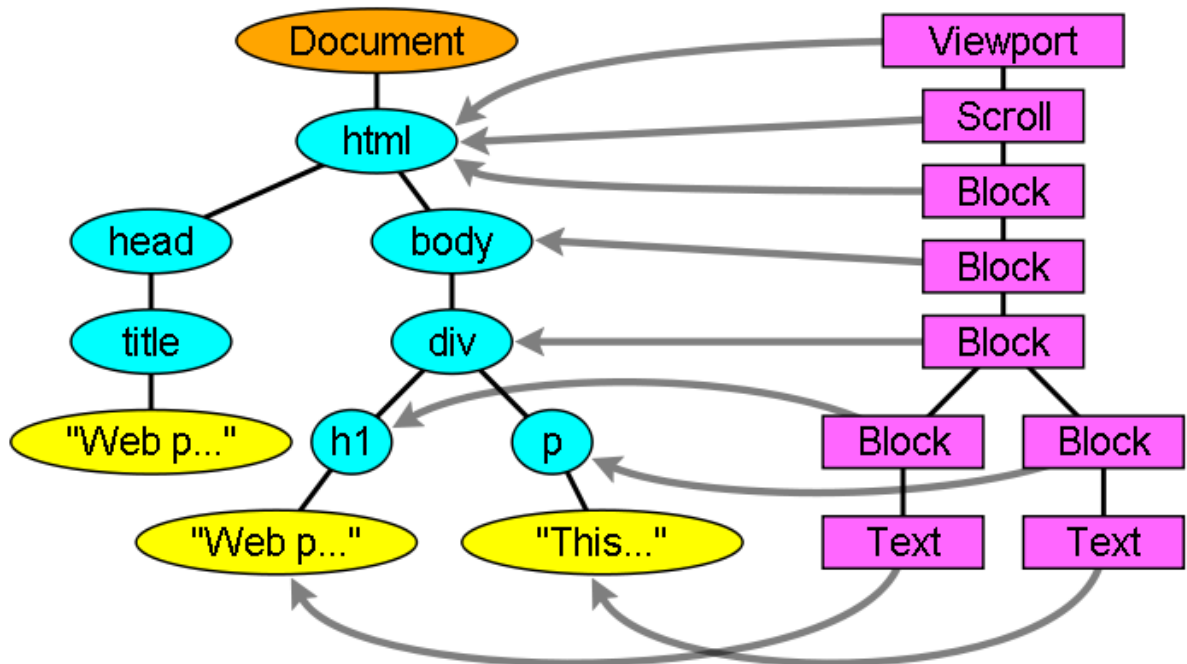 Document
Viewport
Scroll
html
Block
head
body
Block
title
div
Block
"Web p..."
h1
p
Block
Block
"Web p..."
"This..."
Text
Text